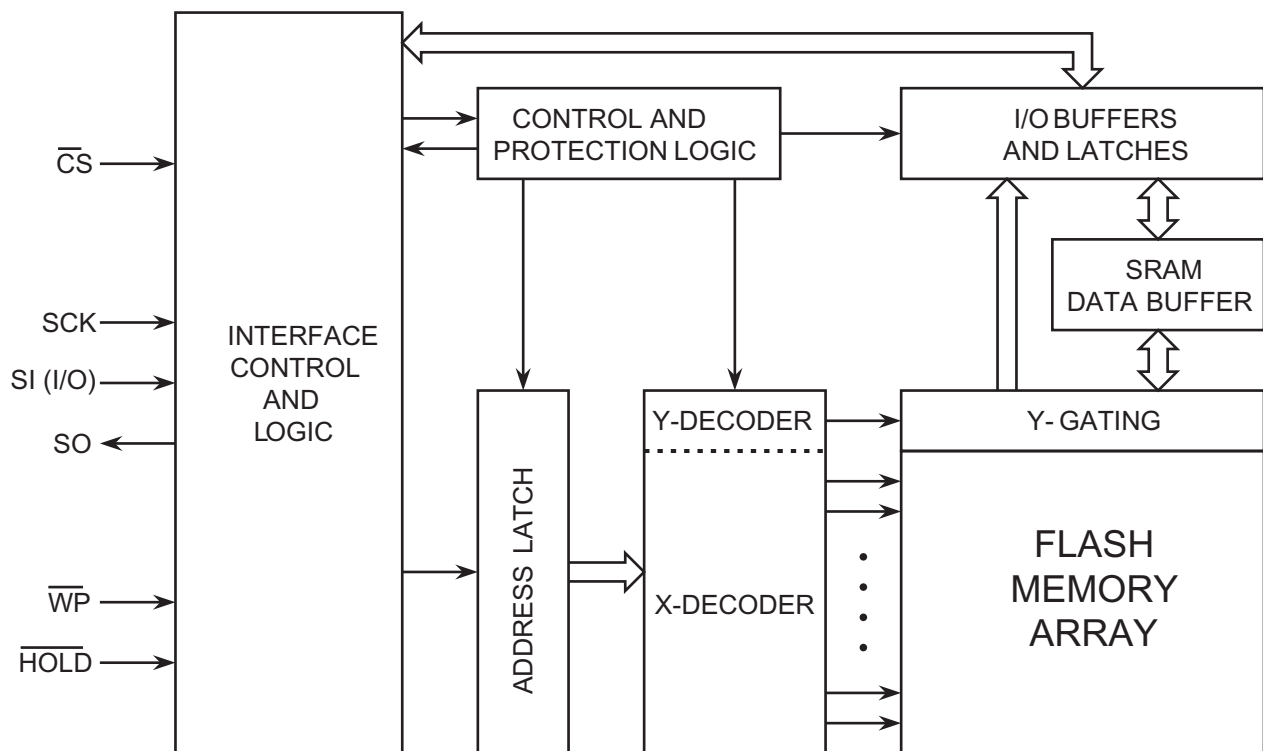 CS
SCK
SI (I/O)
SO
WP
HOLD
INTERFACE
CONTROL
AND
LOGIC
CONTROL AND
PROTECTION LOGIC
I/O BUFFERS
AND LATCHES
SRAM
DATA BUFFER
ADDRESS LATCH
Y-DECODER
X-DECODER
Y- GATING
FLASH
MEMORY
ARRAY